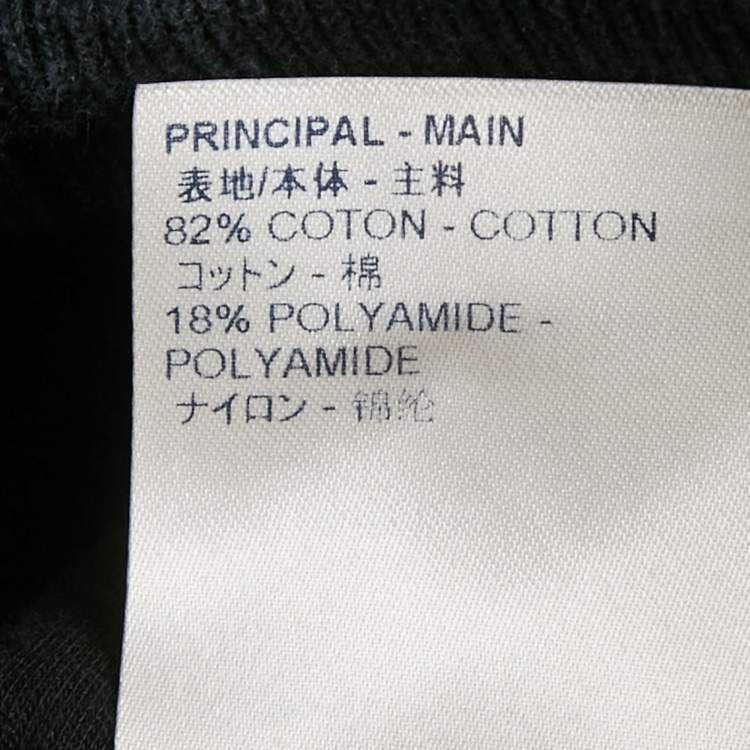 PRINCIPAL - MAIN
表地/本体 - 主料
82% COTON - COTTON
コットン - 棉
18% POLYAMIDE -
POLYAMIDE
ナイロン - 锦纶